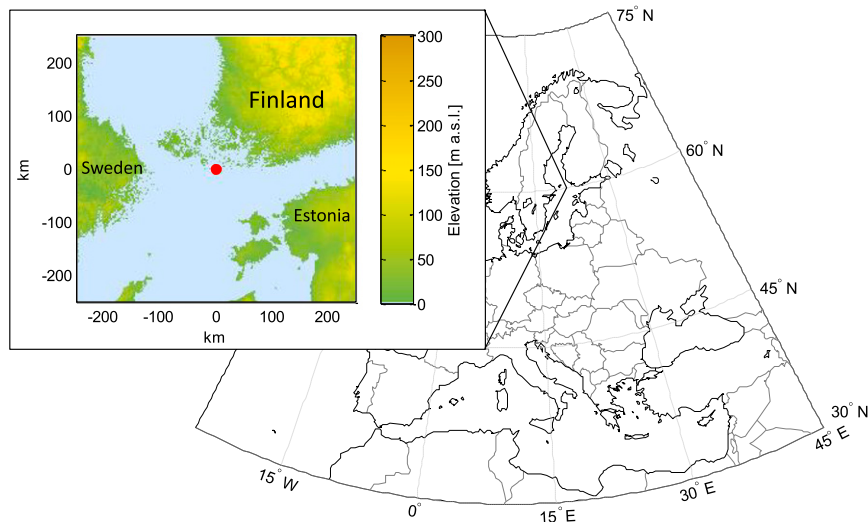 75° N
200
100
0
-100
-200
km
-200
-100
0
100
200
km
Finland
Sweden
Estonia
300
250
200
150
100
50
0
Elevation [m a.s.l.]
60° N
45° N
30° N
45° E
30° E
15° E
0°
15° W